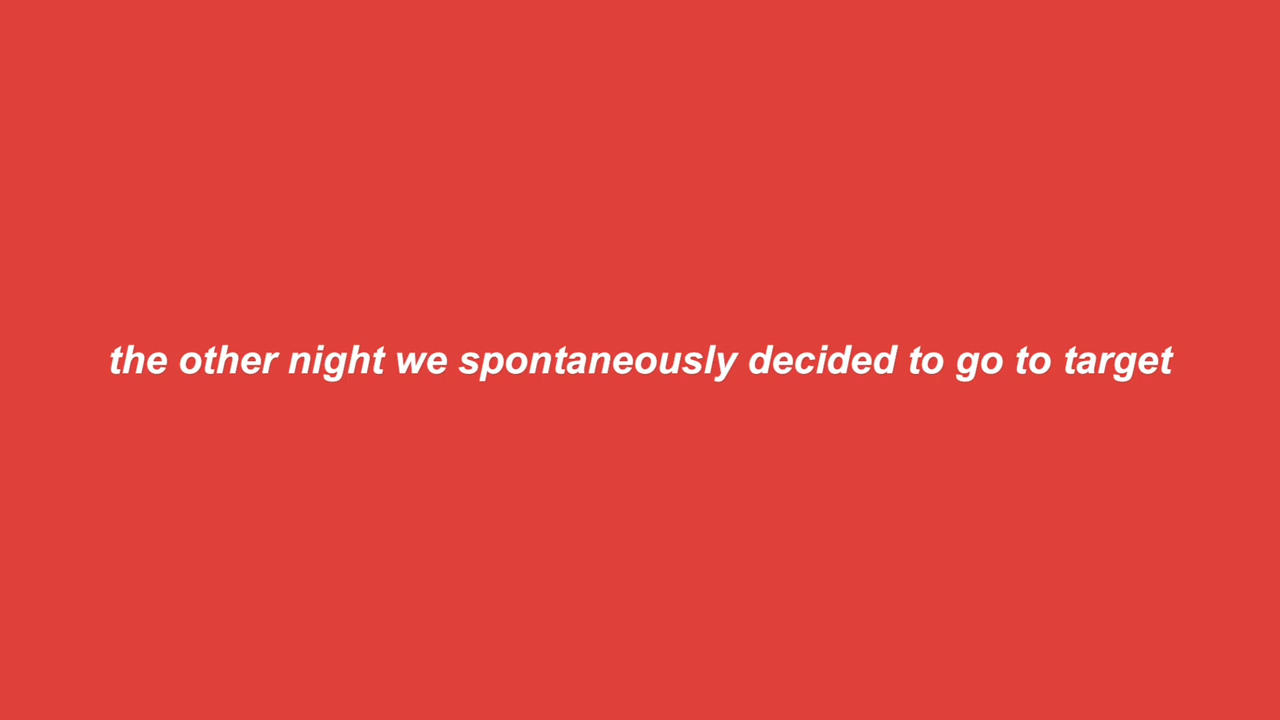 the other night we spontaneously decided to go to target